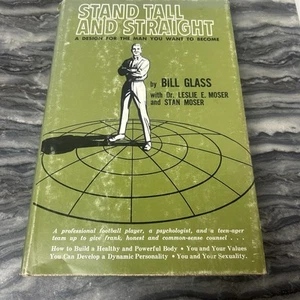 STAND TALL
AND STRAIGHT
A DESIGN FOR THE MAN YOU WANT TO BECOME
by BILL GLASS
with Dr. LESLIE E. MOSER
and STAN MOSER
A professional football player, a psychologist, and a teen-ager
team up to give frank, honest and common-sense counsel . . .
How to Build a Healthy and Powerful Body • You and Your Values
You Can Develop a Dynamic Personality • You and Your Sexuality.